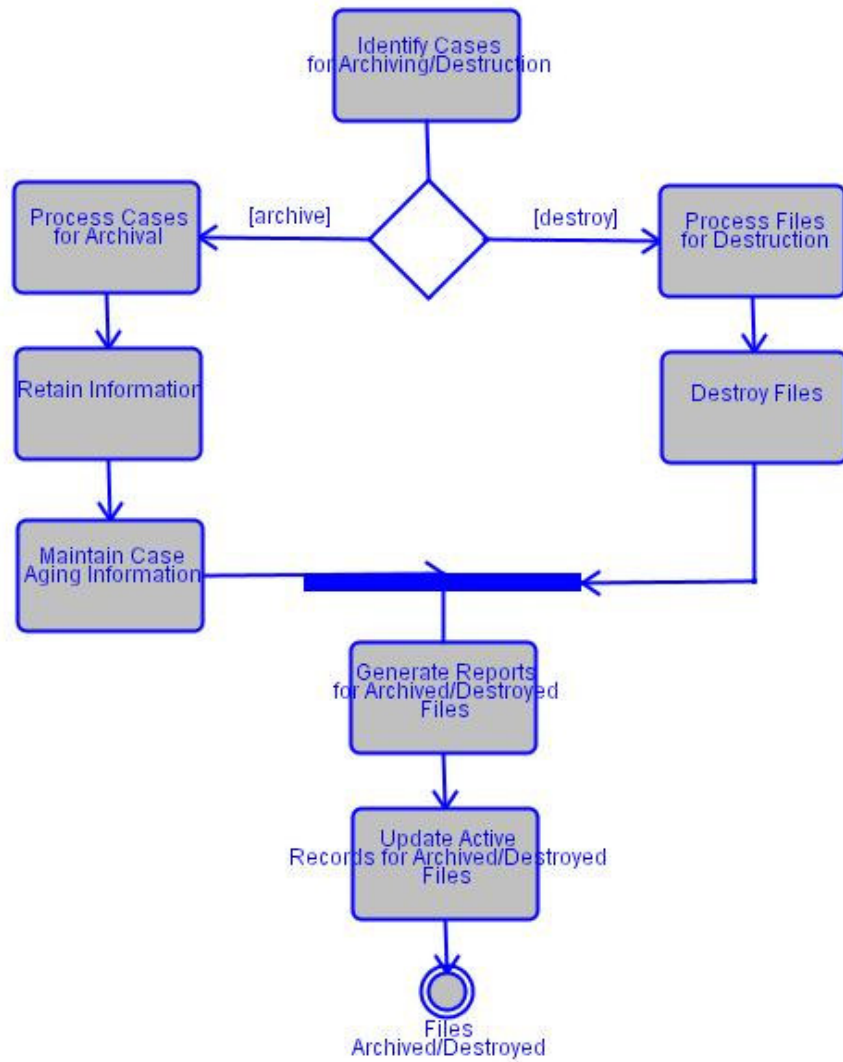 Identify Cases
for Archiving/Destruction
[archive]
[destroy]
Process Cases
for Archival
Process Files
for Destruction
Retain Information
Destroy Files
Maintain Case
Aging Information
Generate Reports
for Archived/Destroyed
Files
Update Active
Records for Archived/Destroyed
Files
Files
Archived/Destroyed